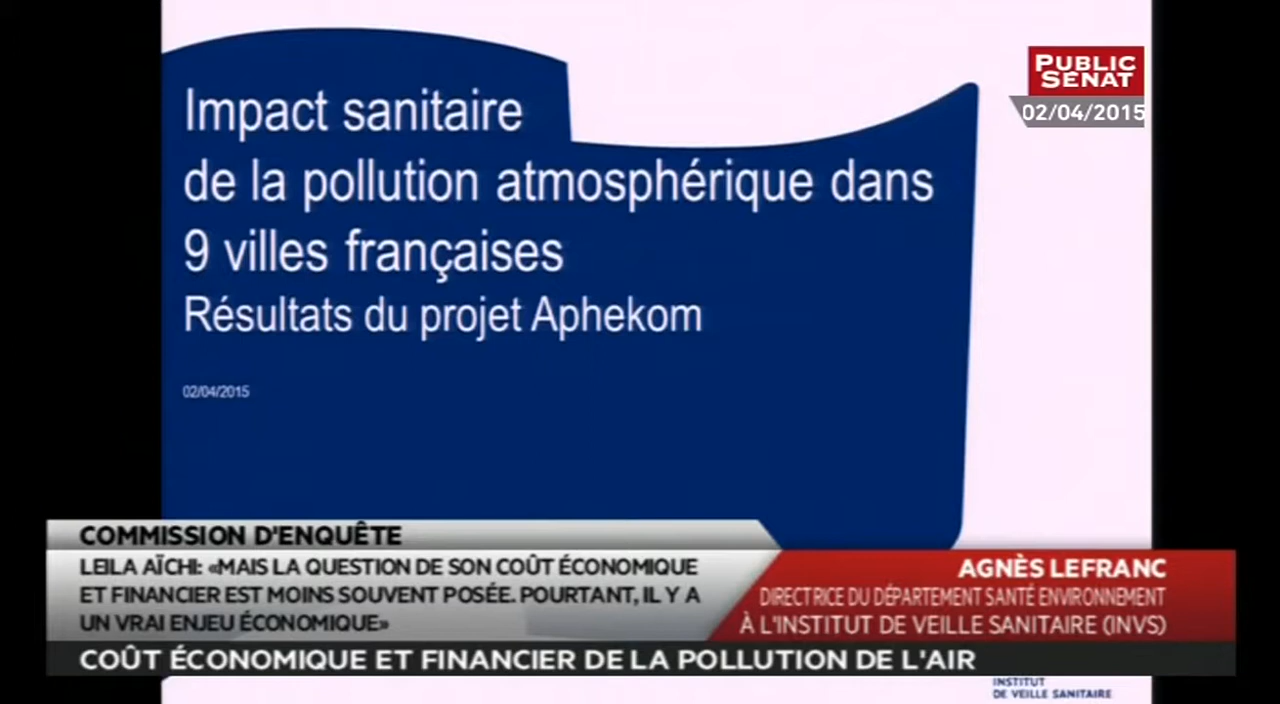 PUBLIC
SÉNAT
02/04/2015
Impact sanitaire
de la pollution atmosphérique dans
9 villes françaises
Résultats du projet Aphekom
02/04/2015
COMMISSION D'ENQUÊTE
LEILA AÏCHI: «MAIS LA QUESTION DE SON COÛT ÉCONOMIQUE
ET FINANCIER EST MOINS SOUVENT POSÉE. POURTANT, IL Y A
UN VRAI ENJEU ÉCONOMIQUE»
AGNÈS LEFRANC
DIRECTRICE DU DÉPARTEMENT SANTÉ ENVIRONNEMENT
À L'INSTITUT DE VEILLE SANITAIRE (INVS)
COÛT ÉCONOMIQUE ET FINANCIER DE LA POLLUTION DE L'AIR
INSTITUT
DE VEILLE SANITAIRE